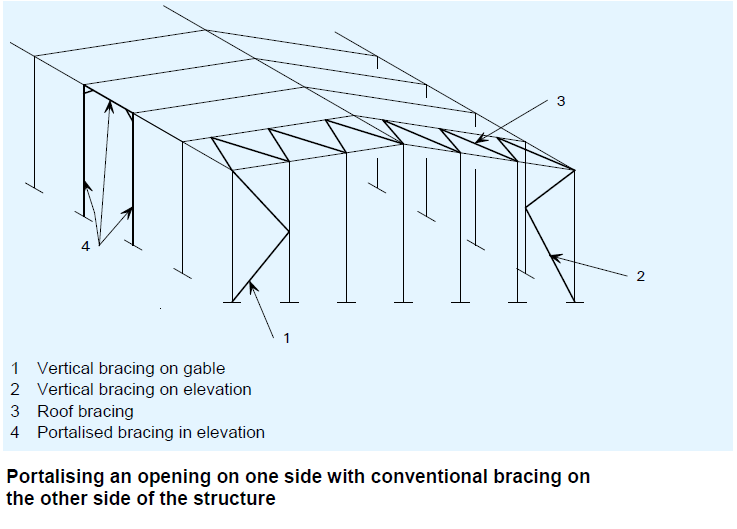 3
4
2
1
1 Vertical bracing on gable
2 Vertical bracing on elevation
3 Roof bracing
4 Portalised bracing in elevation
Portalising an opening on one side with conventional bracing on
the other side of the structure